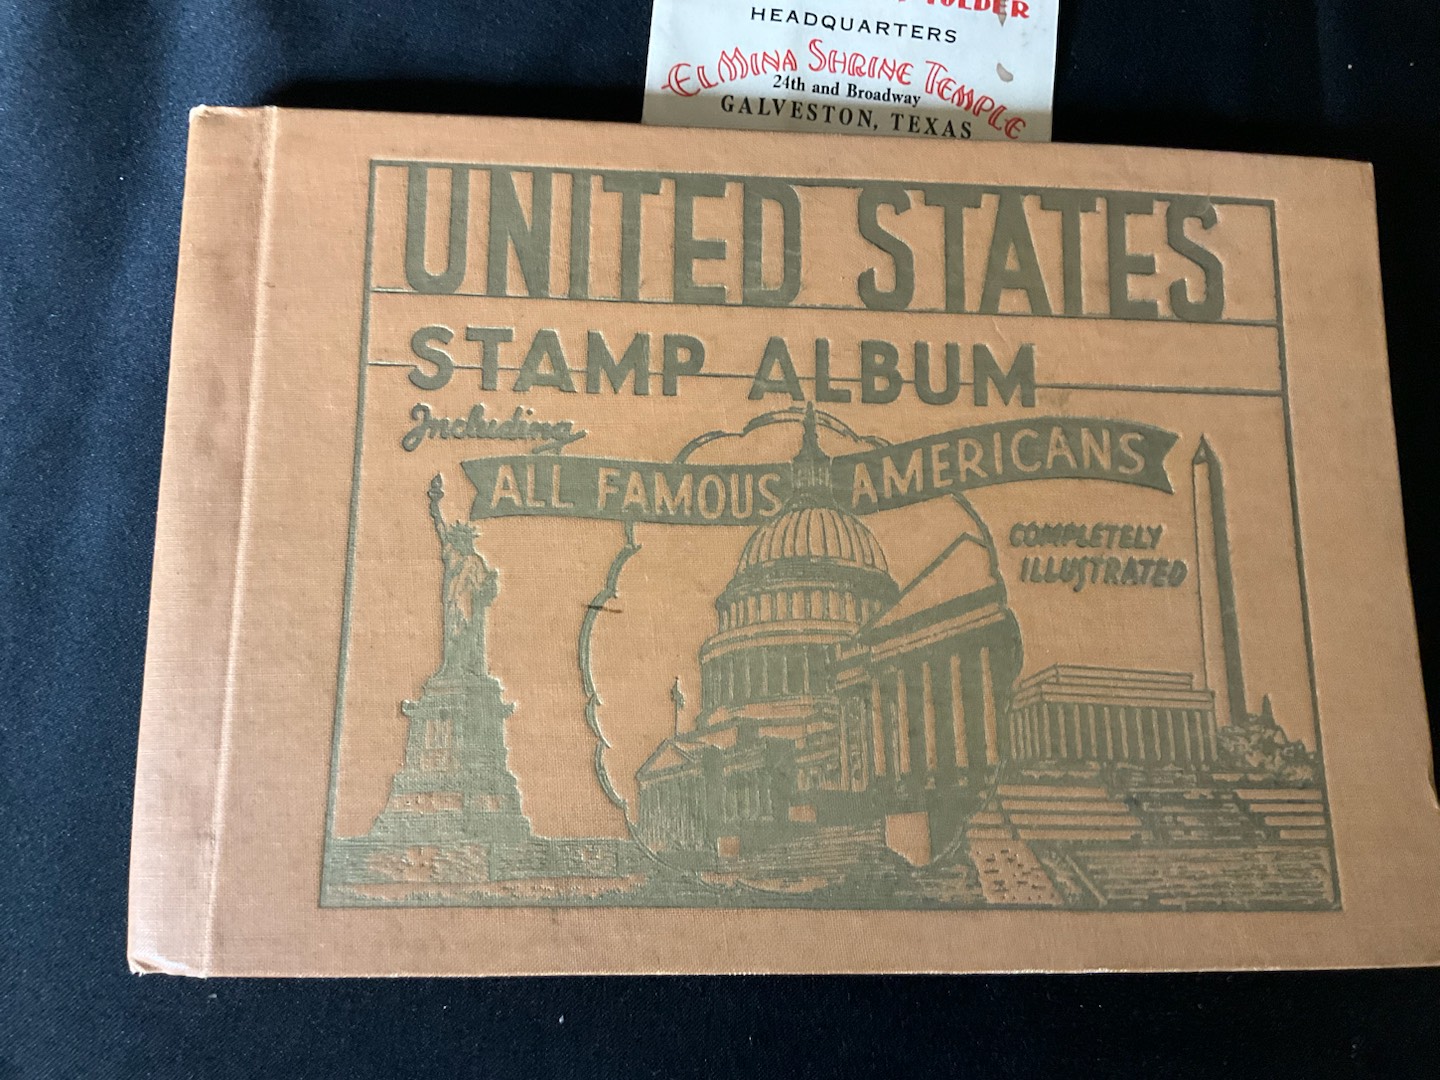 HEADQUARTERS
EL MINA SHRINE TEMPLE
24th and Broadway
GALVESTON, TEXAS
UNITED STATES
STAMP ALBUM
Including
ALL FAMOUS AMERICANS
COMPLETELY
ILLUSTRATED